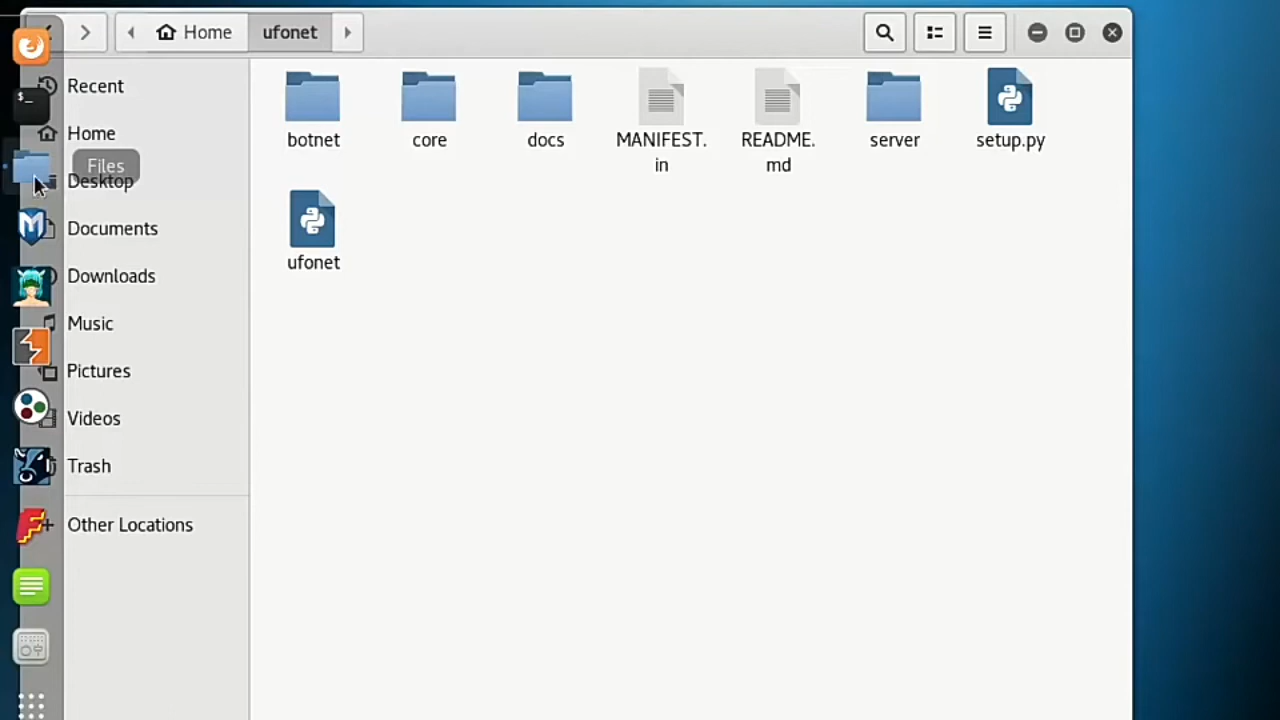 Home
ufonet
Recent
Home
Files
Desktop
Documents
Downloads
Music
Pictures
Videos
Trash
Other Locations
botnet
core
docs
MANIFEST.
in
README.
md
server
setup.py
ufonet
$_